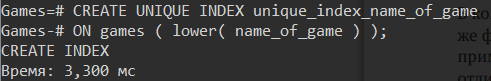 Games=# CREATE UNIQUE INDEX unique_index_name_of_game
Games-# ON games ( lower( name_of_game ) );
CREATE INDEX
Время: 3,300 мс